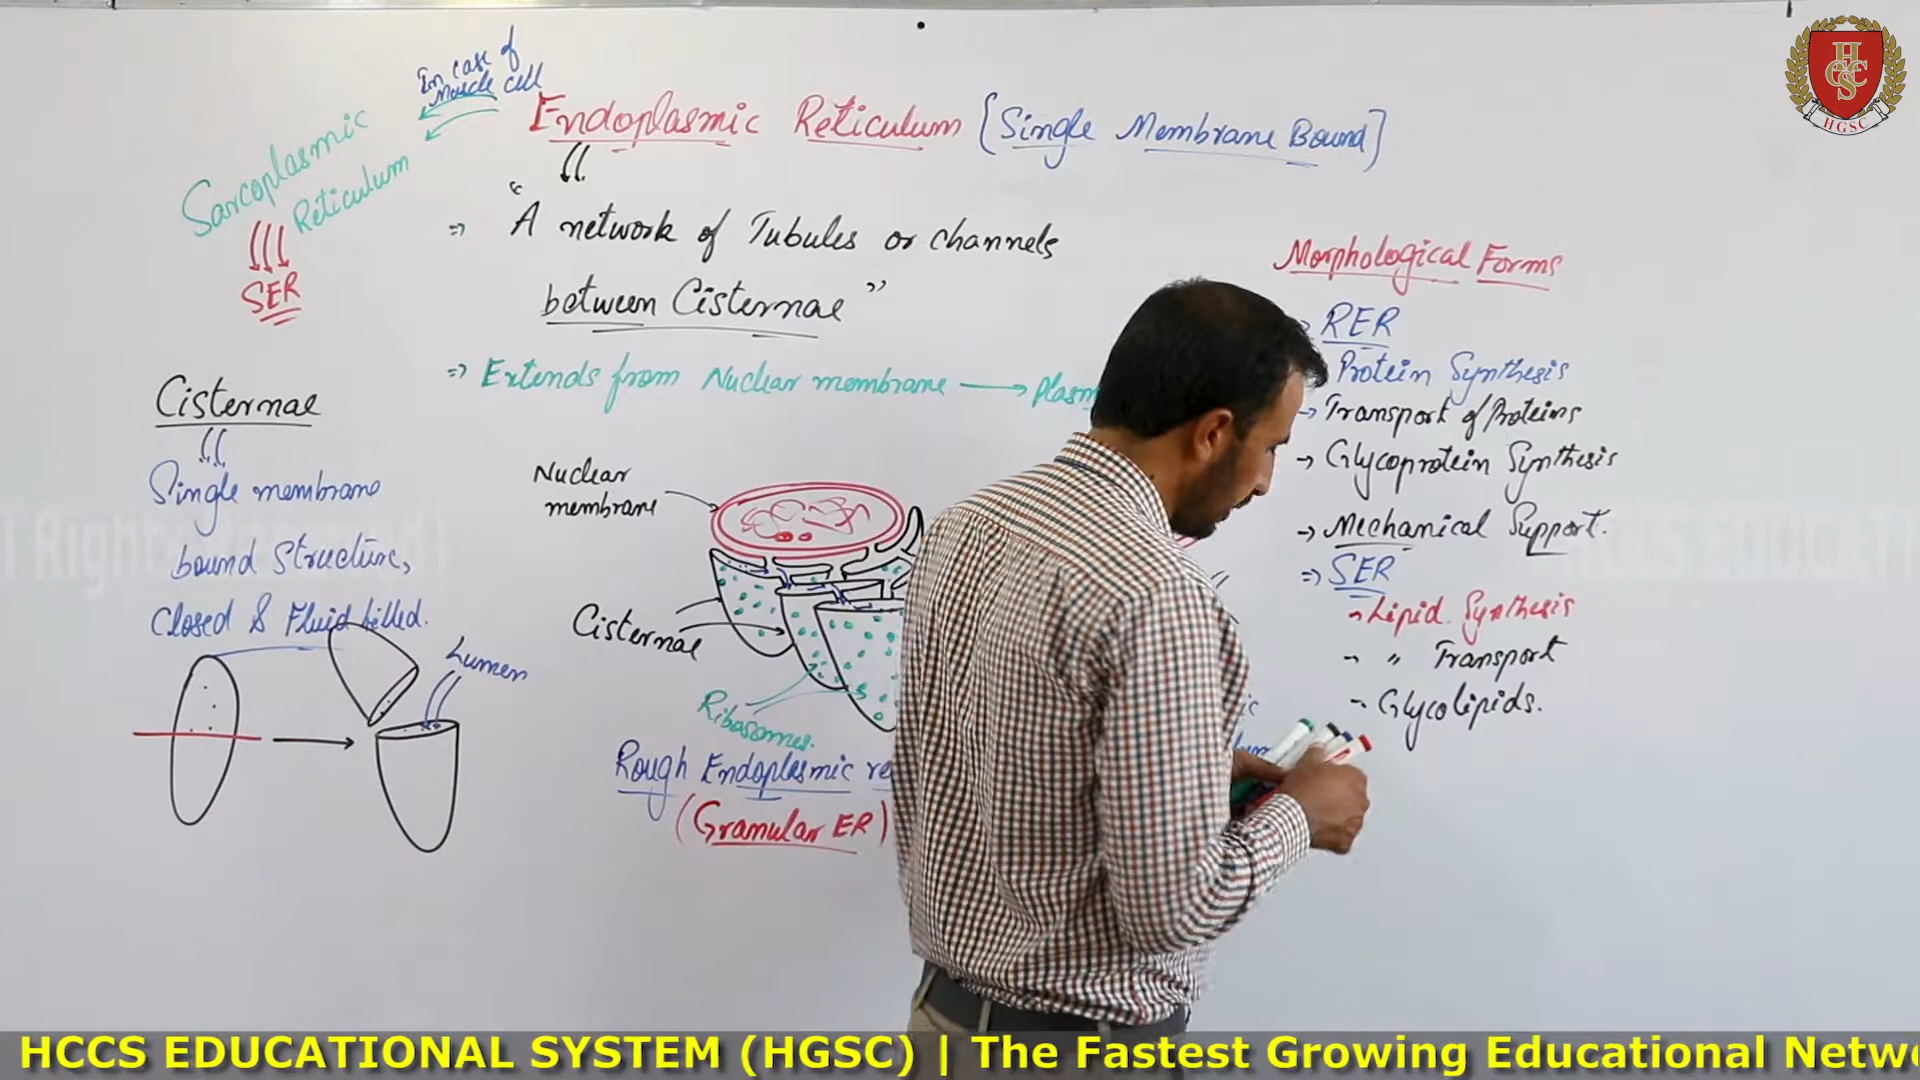 In case of
Muscle cell
Endoplasmic Reticulum [Single Membrane Bound]
Sarcoplasmic
Reticulum
SER
"A network of Tubules or channels
between Cisternae"
Extends from Nuclear membrane → Plasm
Cisternae
Single membrane
bound Structure,
Closed & Fluid filled.
Lumen
Nuclear
membrane
Cisternae
Ribosomes.
Rough Endoplasmic re
(Granular ER)
Morphological Forms
RER
Protein Synthesis
→ Transport of Proteins
→ Glycoprotein Synthesis
→ Mechanical Support.
⇒ SER
Lipid Synthesis
- " Transport
- Glycolipids.
HGSC
HCCS EDUCATIONAL SYSTEM (HGSC) | The Fastest Growing Educational Netw